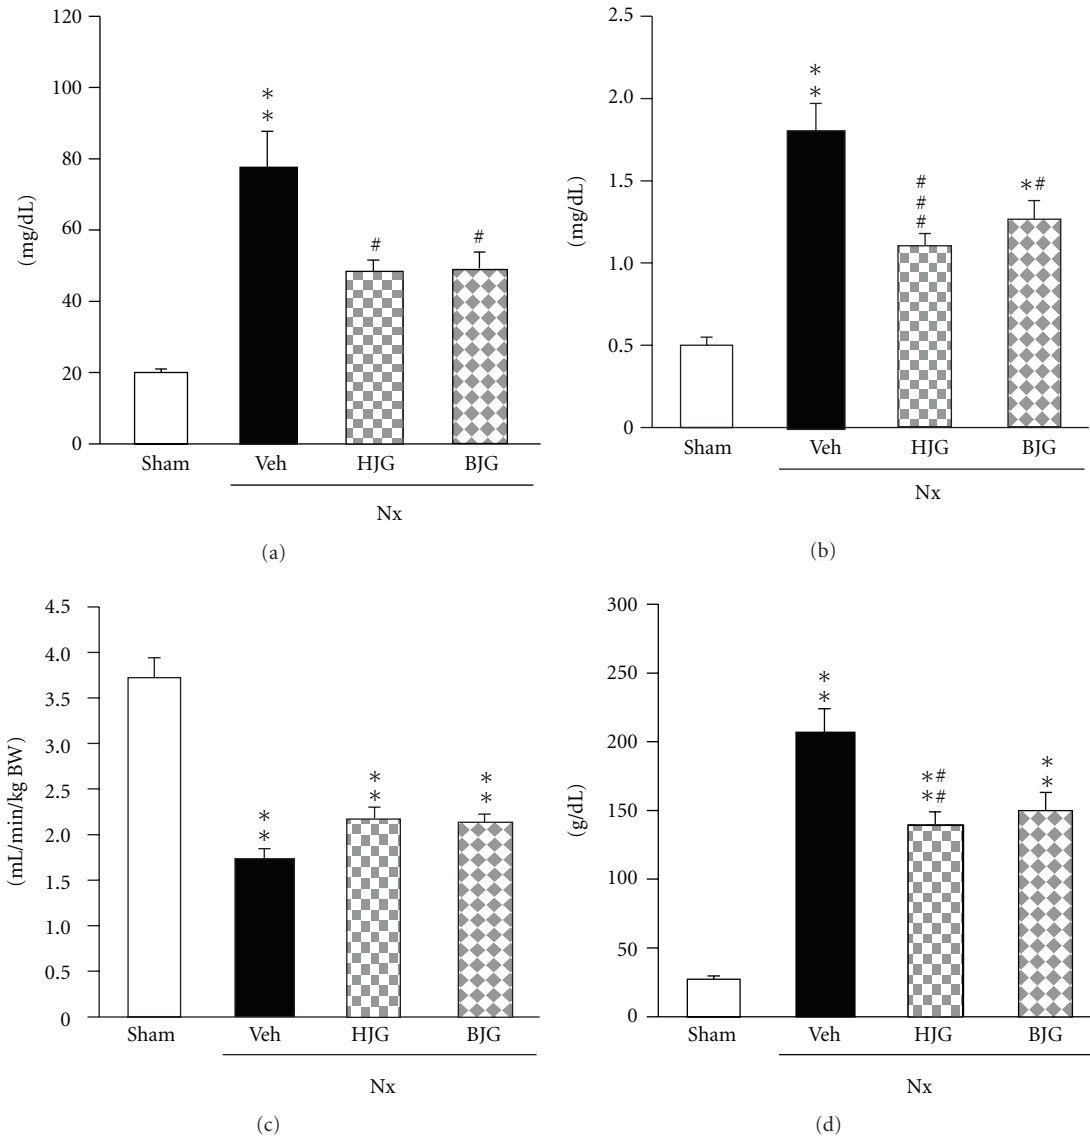 120
100
80
60
40
20
0
(mg/dL)
**
#
#
Sham Veh HJG BJG
Nx
(a)
2.5
2.0
1.5
1.0
0.5
0
(mg/dL)
**
###
*#
Sham Veh HJG BJG
Nx
(b)
4.5
4.0
3.5
3.0
2.5
2.0
1.5
1.0
0.5
0
(mL/min/kg BW)
**
**
**
Sham Veh HJG BJG
Nx
(c)
300
250
200
150
100
50
0
(g/dL)
**
*#
*#
**
Sham Veh HJG BJG
Nx
(d)